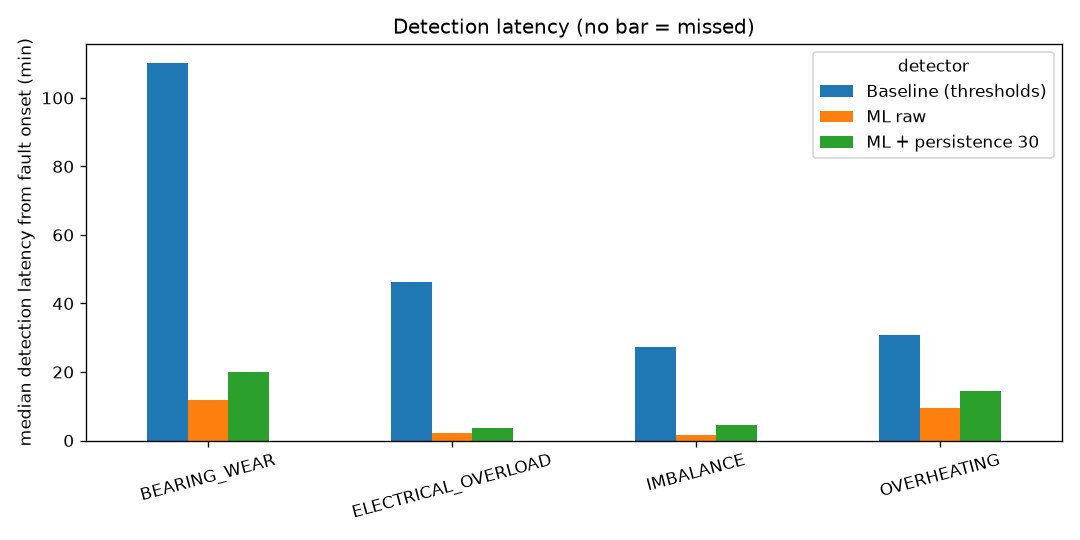 Detection latency (no bar = missed)
median detection latency from fault onset (min)
100
80
60
40
20
0
detector
Baseline (thresholds)
ML raw
ML + persistence 30
BEARING_WEAR
ELECTRICAL_OVERLOAD
IMBALANCE
OVERHEATING